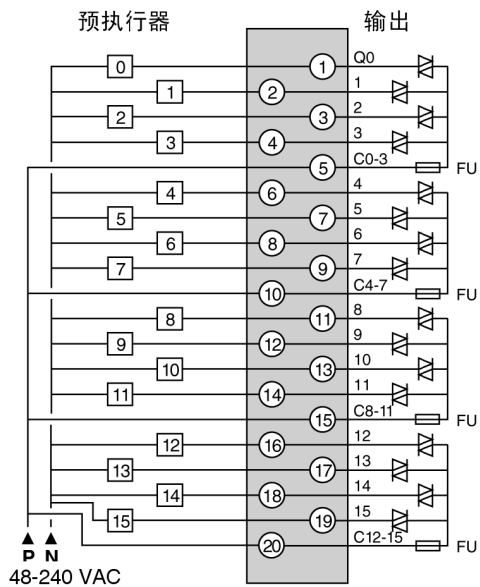 预执行器 输出
0 1 Q0
1 2 1
2 3 2
3 4 3
5 C0-3 FU
4 6 4
5 7 5
6 8 6
7 9 7
10 C4-7 FU
8 11 8
9 12 9
10 13 10
11 14 11
15 C8-11 FU
12 16 12
13 17 13
14 18 14
15 19 15
20 C12-15 FU
P N
48-240 VAC